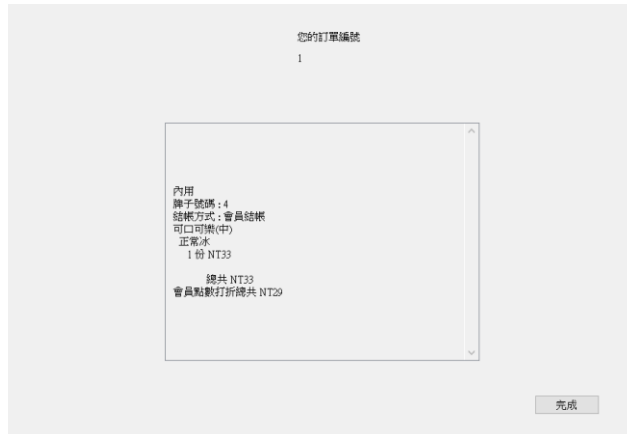 您的訂單編號
1
內用
牌子號碼 : 4
結帳方式 : 會員結帳
可口可樂(中)
正常冰
1 份 NT33
總共 NT33
會員點數打折總共 NT29
完成